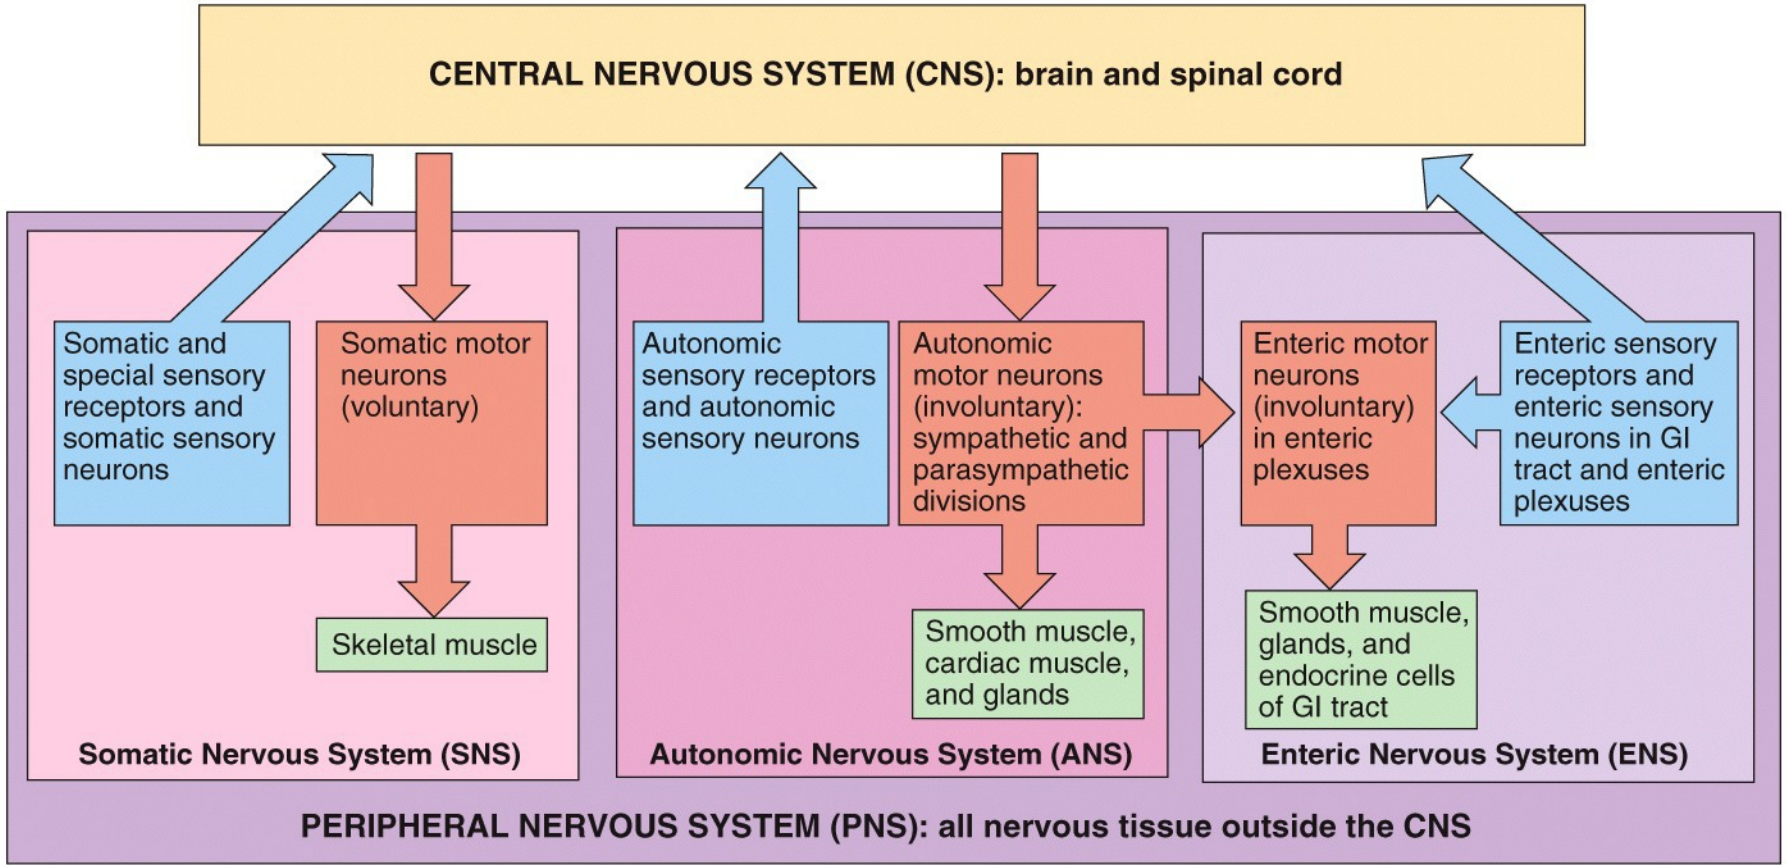 CENTRAL NERVOUS SYSTEM (CNS): brain and spinal cord
Somatic and
special sensory
receptors and
somatic sensory
neurons
Somatic motor
neurons
(voluntary)
Skeletal muscle
Somatic Nervous System (SNS)
Autonomic
sensory receptors
and autonomic
sensory neurons
Autonomic
motor neurons
(involuntary):
sympathetic and
parasympathetic
divisions
Smooth muscle,
cardiac muscle,
and glands
Autonomic Nervous System (ANS)
Enteric motor
neurons
(involuntary)
in enteric
plexuses
Enteric sensory
receptors and
enteric sensory
neurons in GI
tract and enteric
plexuses
Smooth muscle,
glands, and
endocrine cells
of GI tract
Enteric Nervous System (ENS)
PERIPHERAL NERVOUS SYSTEM (PNS): all nervous tissue outside the CNS